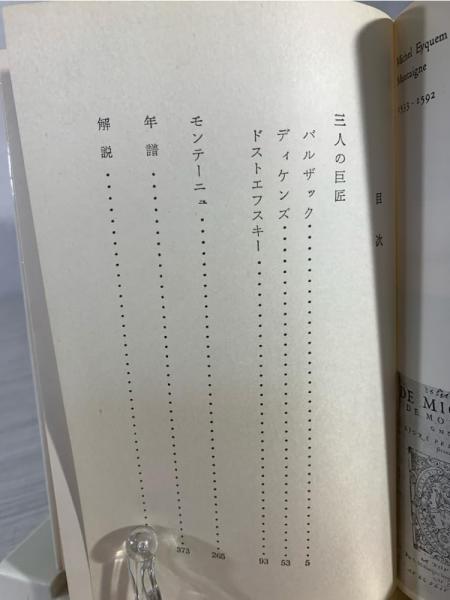 目次
三人の巨匠
バルザック 5
ディケンズ 53
ドストエフスキー 93
モンテーニュ 265
年譜 373
解説
Michel Eyquem
Montaigne
1533-1592
DE MO